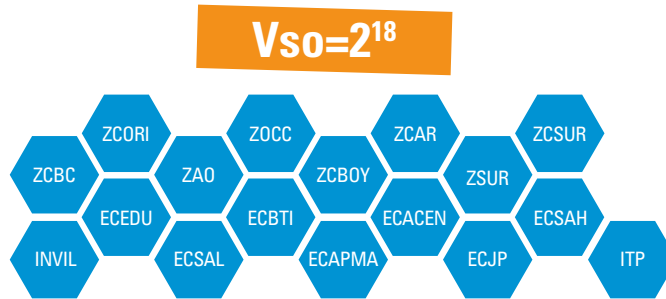 Vso=2¹⁸
ZCORI ZOCC ZCAR ZCSUR
ZCBC ZAO ZCBOY ZSUR
ECEDU ECBTI ECACEN ECSAH
INVIL ECSAL ECAPMA ECJP ITP